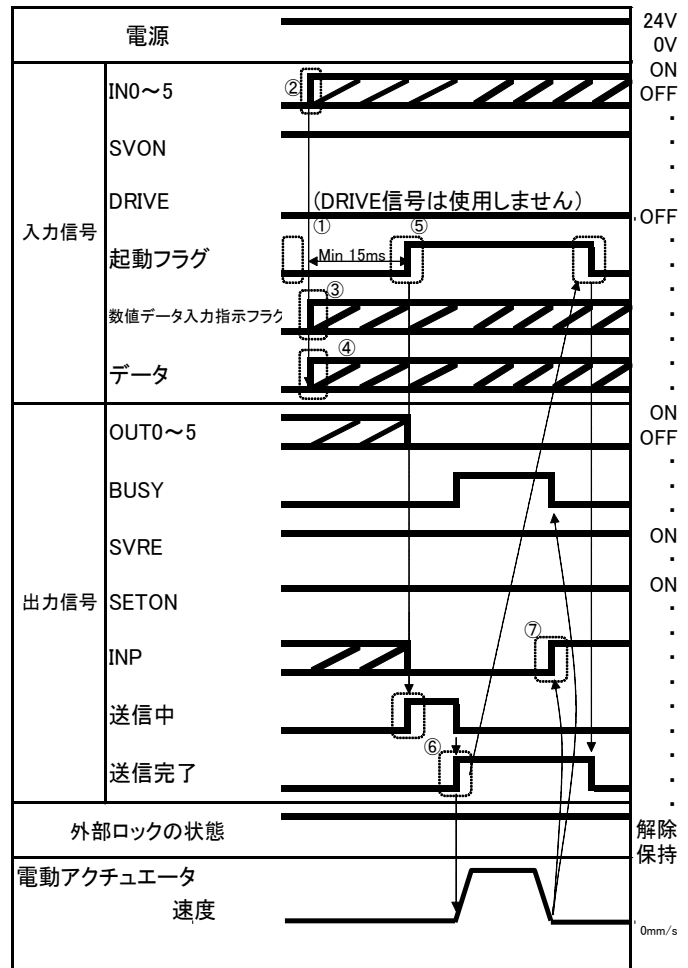 電源
24V
0V
入力信号
IN0～5
②
ON
OFF
SVON
DRIVE
(DRIVE信号は使用しません)
OFF
起動フラグ
①
Min 15ms
⑤
数値データ入力指示フラグ
③
データ
④
出力信号
OUT0～5
ON
OFF
BUSY
SVRE
ON
SETON
ON
INP
⑦
送信中
送信完了
⑥
外部ロックの状態
解除
保持
電動アクチュエータ
速度
0mm/s